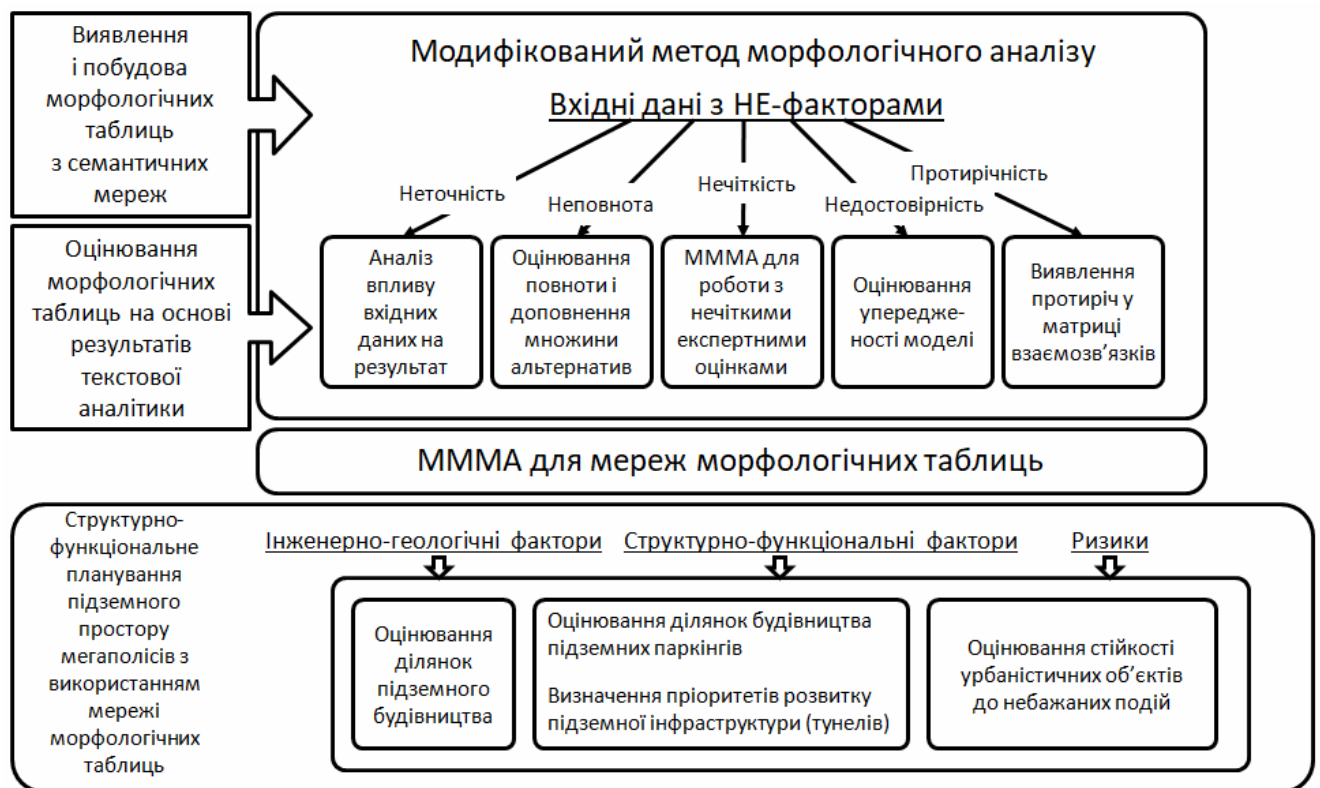 Виявлення
і побудова
морфологічних
таблиць
з семантичних
мереж
Оцінювання
морфологічних
таблиць на основі
результатів
текстової
аналітики
Модифікований метод морфологічного аналізу
Вхідні дані з НЕ-факторами
Неточність
Неповнота
Нечіткість
Недостовірність
Протирічність
Аналіз
впливу
вхідних
даних на
результат
Оцінювання
повноти і
доповнення
множини
альтернатив
МММА для
роботи з
нечіткими
експертними
оцінками
Оцінювання
упередже-
ності моделі
Виявлення
протиріч у
матриці
взаємозв’язків
МММА для мереж морфологічних таблиць
Структурно-
функціональне
планування
підземного
простору
мегаполісів з
використанням
мережі
морфологічних
таблиць
Інженерно-геологічні фактори
Структурно-функціональні фактори
Ризики
Оцінювання
ділянок
підземного
будівництва
Оцінювання ділянок будівництва
підземних паркінгів
Визначення пріоритетів розвитку
підземної інфраструктури (тунелів)
Оцінювання стійкості
урбаністичних об’єктів
до небажаних подій